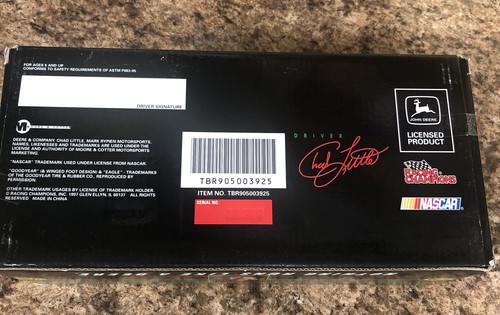 FOR AGES 5 AND UP
CONFORMS TO SAFETY REQUIREMENTS OF ASTM F963-95
DRIVER SIGNATURE
DEERE & COMPANY, CHAD LITTLE, MARK RYPIEN MOTORSPORTS,
NAMES, LIKENESSES AND TRADEMARKS ARE USED UNDER THE
LICENSE AND AUTHORITY OF MOORE & COTTER MOTORSPORTS
MARKETING.
"NASCAR" TRADEMARK USED UNDER LICENSE FROM NASCAR.
"GOODYEAR" (& WINGED FOOT DESIGN) & "EAGLE" - TRADEMARKS
OF THE GOODYEAR TIRE & RUBBER CO., REPRODUCED BY
PERMISSION.
OTHER TRADEMARK USAGES BY LICENSE OF TRADEMARK HOLDER
© RACING CHAMPIONS, INC. 1997 GLEN ELLYN, IL 60137 ALL RIGHTS
RESERVED MADE IN CHINA
TBR905003925
ITEM NO. TBR905003925
SERIAL NO.
DRIVER
Chad Little
JOHN DEERE
LICENSED
PRODUCT
RACING
CHAMPIONS
NASCAR